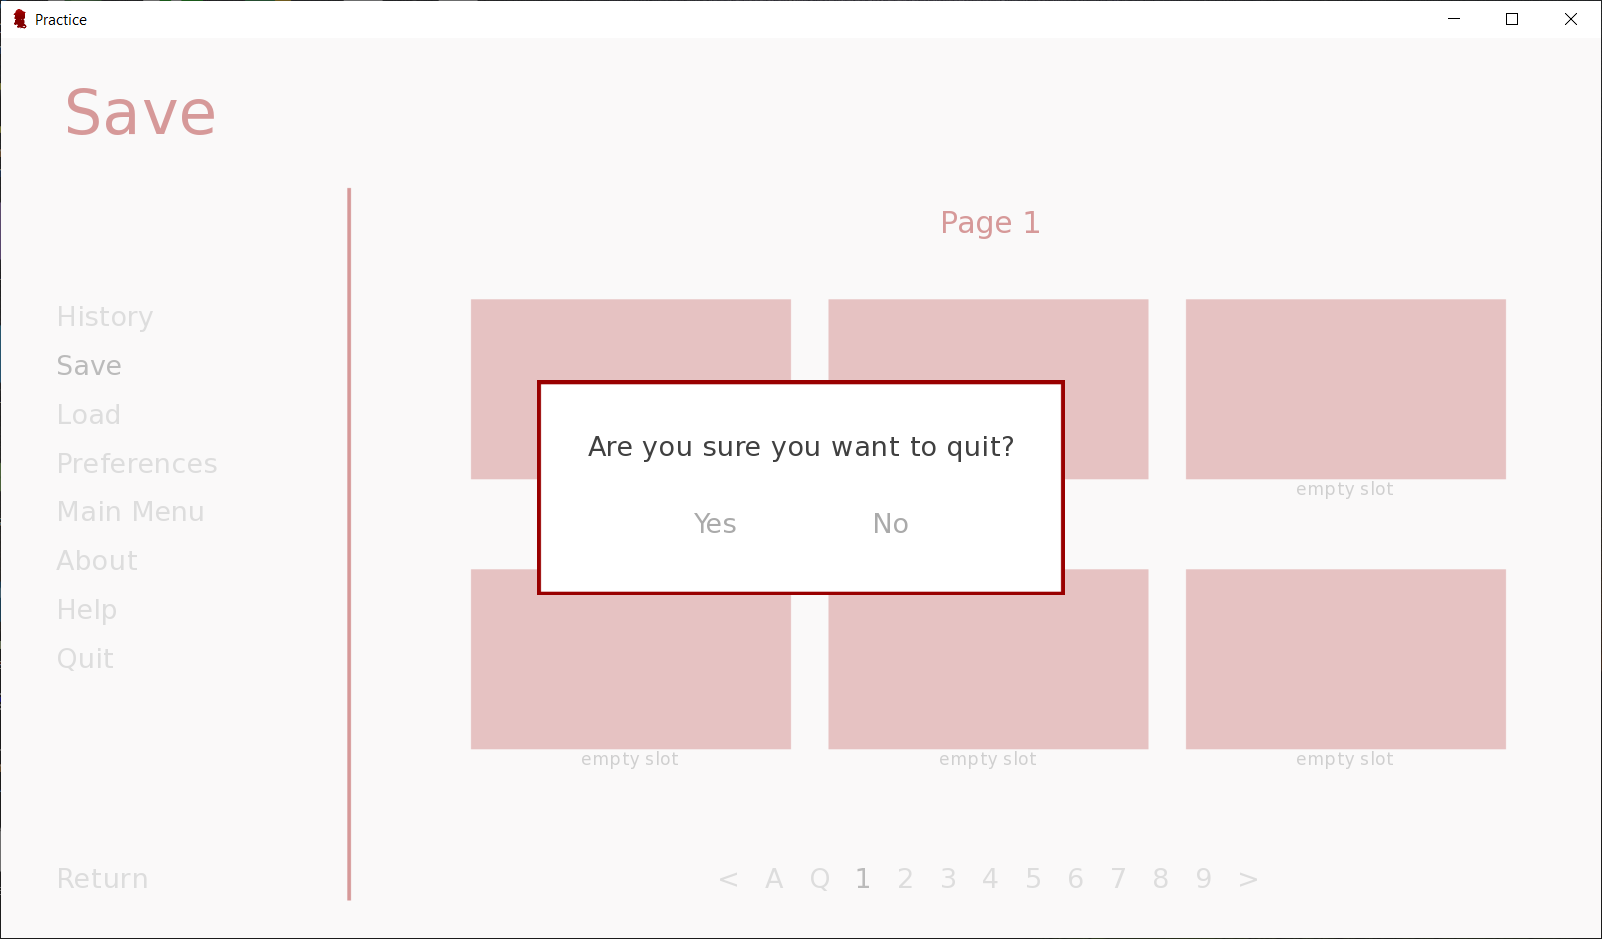 Practice
Save
Page 1
History
Save
Load
Preferences
Main Menu
About
Help
Quit
Return
Are you sure you want to quit?
Yes No
empty slot
empty slot empty slot empty slot
< A Q 1 2 3 4 5 6 7 8 9 >